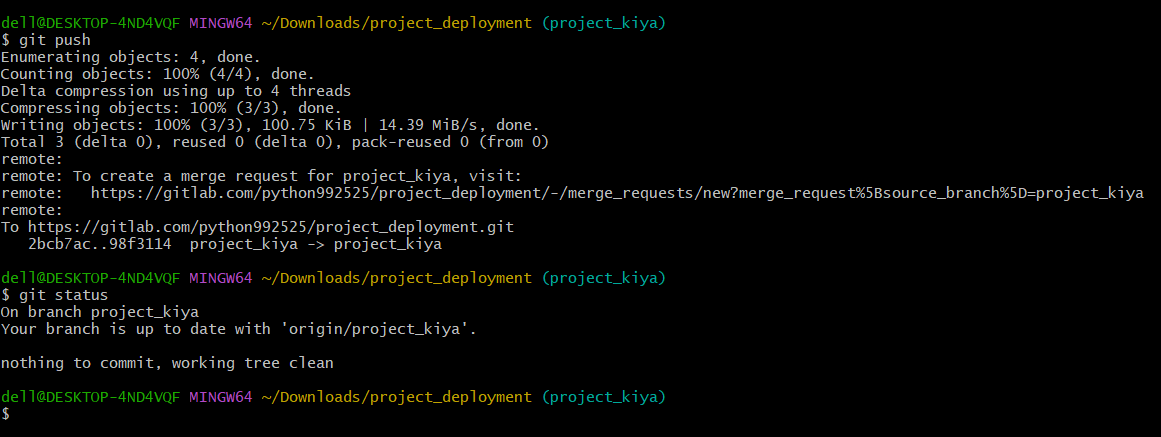 dell@DESKTOP-4ND4VQF MINGW64 ~/Downloads/project_deployment (project_kiya)
$ git push
Enumerating objects: 4, done.
Counting objects: 100% (4/4), done.
Delta compression using up to 4 threads
Compressing objects: 100% (3/3), done.
Writing objects: 100% (3/3), 100.75 KiB | 14.39 MiB/s, done.
Total 3 (delta 0), reused 0 (delta 0), pack-reused 0 (from 0)
remote:
remote: To create a merge request for project_kiya, visit:
remote:   https://gitlab.com/python992525/project_deployment/-/merge_requests/new?merge_request%5Bsource_branch%5D=project_kiya
remote:
To https://gitlab.com/python992525/project_deployment.git
   2bcb7ac..98f3114  project_kiya -> project_kiya
dell@DESKTOP-4ND4VQF MINGW64 ~/Downloads/project_deployment (project_kiya)
$ git status
On branch project_kiya
Your branch is up to date with 'origin/project_kiya'.
nothing to commit, working tree clean
dell@DESKTOP-4ND4VQF MINGW64 ~/Downloads/project_deployment (project_kiya)
$